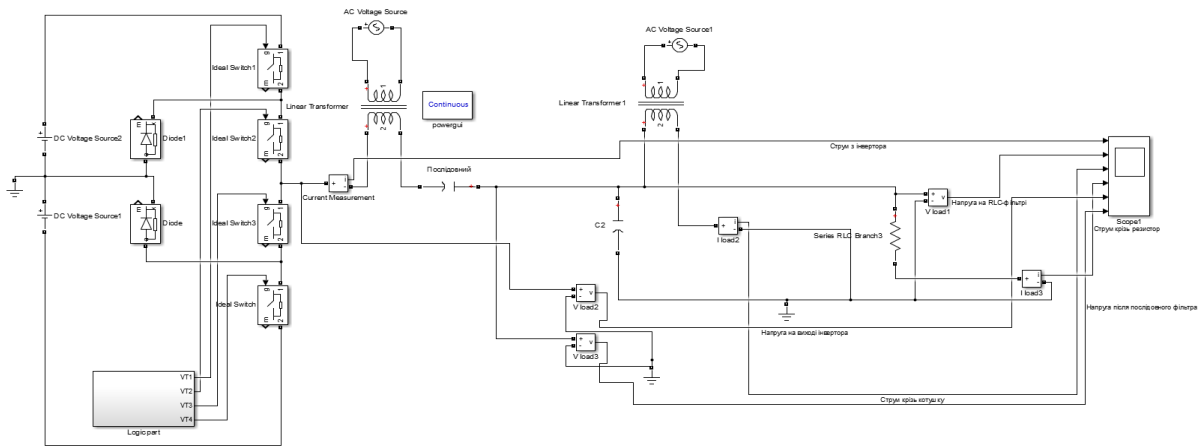 AC Voltage Source
AC Voltage Source1
Ideal Switch1
Linear Transformer
Continuous
powergui
Linear Transformer1
DC Voltage Source2
Diode1
Ideal Switch2
Струм з інвертора
Послідовний
Current Measurement
V load1
Напруга на RLC-фільтрі
Scope1
DC Voltage Source1
Diode
Ideal Switch3
C2
I load2
Series RLC Branch3
Струм крізь резистор
I load3
Ideal Switch
V load2
Напруга на виході інвертора
Напруга після послідовного фільтра
V load3
VT1
VT2
VT3
VT4
Logic part
Струм крізь котушку